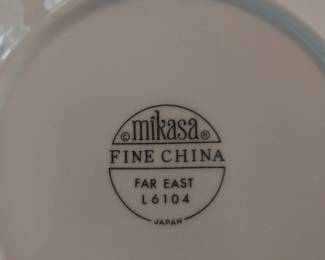 ©mikasa®
FINE CHINA
FAR EAST
L6104
JAPAN